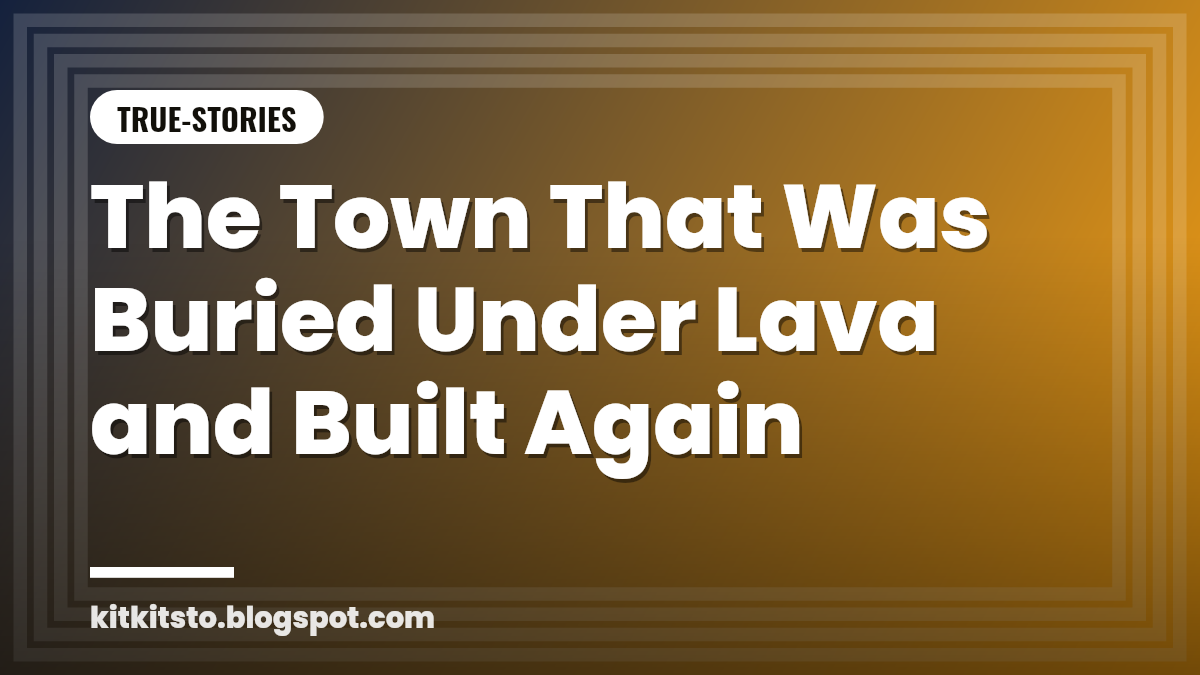 TRUE-STORIES
The Town That Was
Buried Under Lava
and Built Again
kitkitsto.blogspot.com